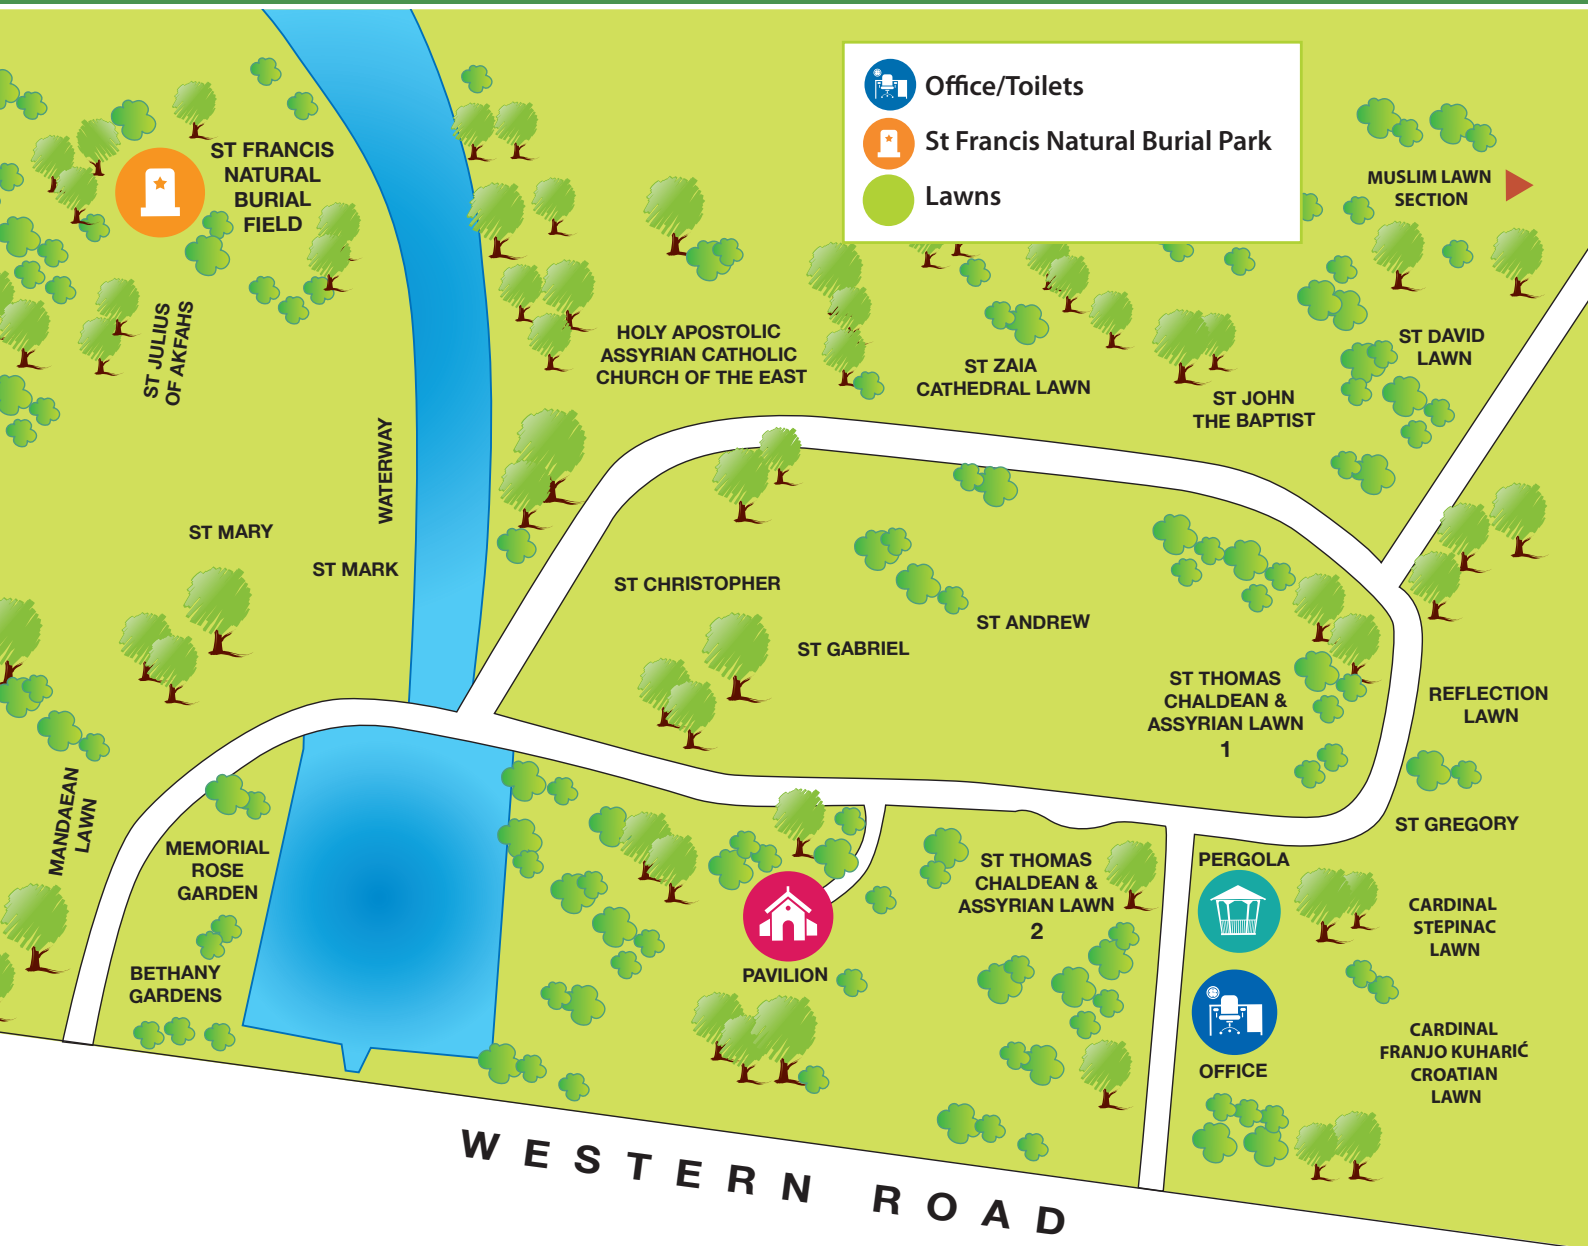 Office/Toilets
St Francis Natural Burial Park
Lawns
ST FRANCIS
NATURAL
BURIAL
FIELD
MUSLIM LAWN
SECTION
ST JULIUS
OF AKFAHS
HOLY APOSTOLIC
ASSYRIAN CATHOLIC
CHURCH OF THE EAST
ST ZAIA
CATHEDRAL LAWN
ST JOHN
THE BAPTIST
ST DAVID
LAWN
WATERWAY
ST MARY
ST MARK
ST CHRISTOPHER
ST GABRIEL
ST ANDREW
ST THOMAS
CHALDEAN &
ASSYRIAN LAWN
1
REFLECTION
LAWN
MANDAEAN
LAWN
MEMORIAL
ROSE
GARDEN
BETHANY
GARDENS
PAVILION
ST THOMAS
CHALDEAN &
ASSYRIAN LAWN
2
ST GREGORY
PERGOLA
OFFICE
CARDINAL
STEPINAC
LAWN
CARDINAL
FRANJO KUHARIĆ
CROATIAN
LAWN
WESTERN ROAD